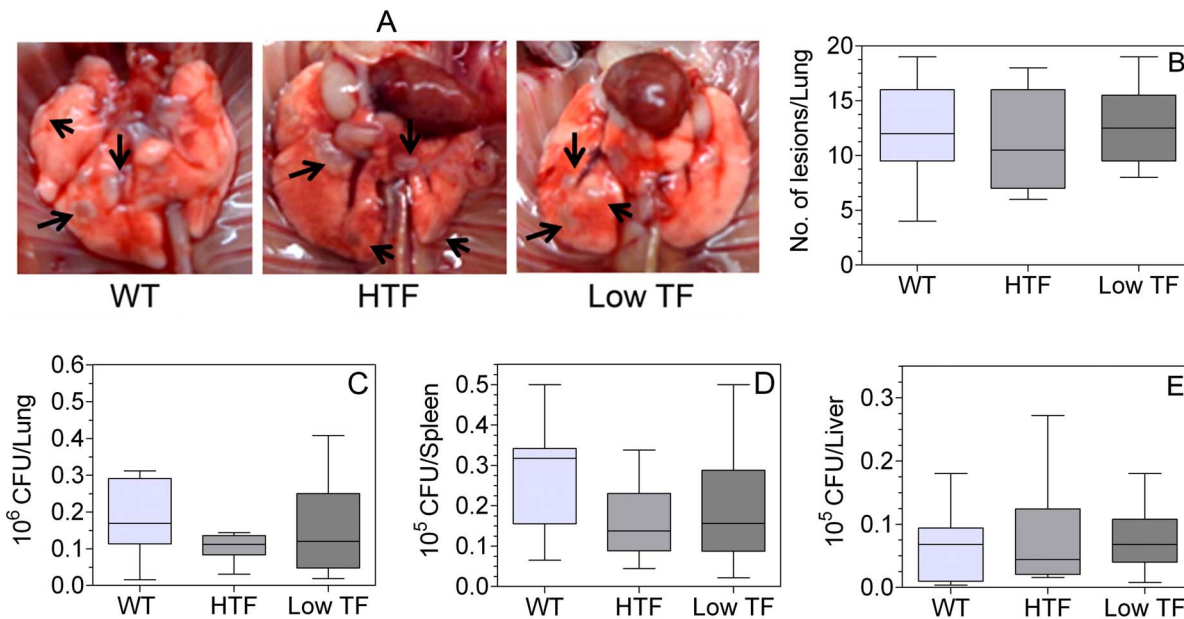 A
WT
HTF
Low TF
B
No. of lesions/Lung
20
15
10
5
0
WT
HTF
Low TF
C
10⁶ CFU/Lung
0.6
0.5
0.4
0.3
0.2
0.1
0.0
WT
HTF
Low TF
D
10⁵ CFU/Spleen
0.5
0.4
0.3
0.2
0.1
0.0
WT
HTF
Low TF
E
10⁵ CFU/Liver
0.3
0.2
0.1
0.0
WT
HTF
Low TF